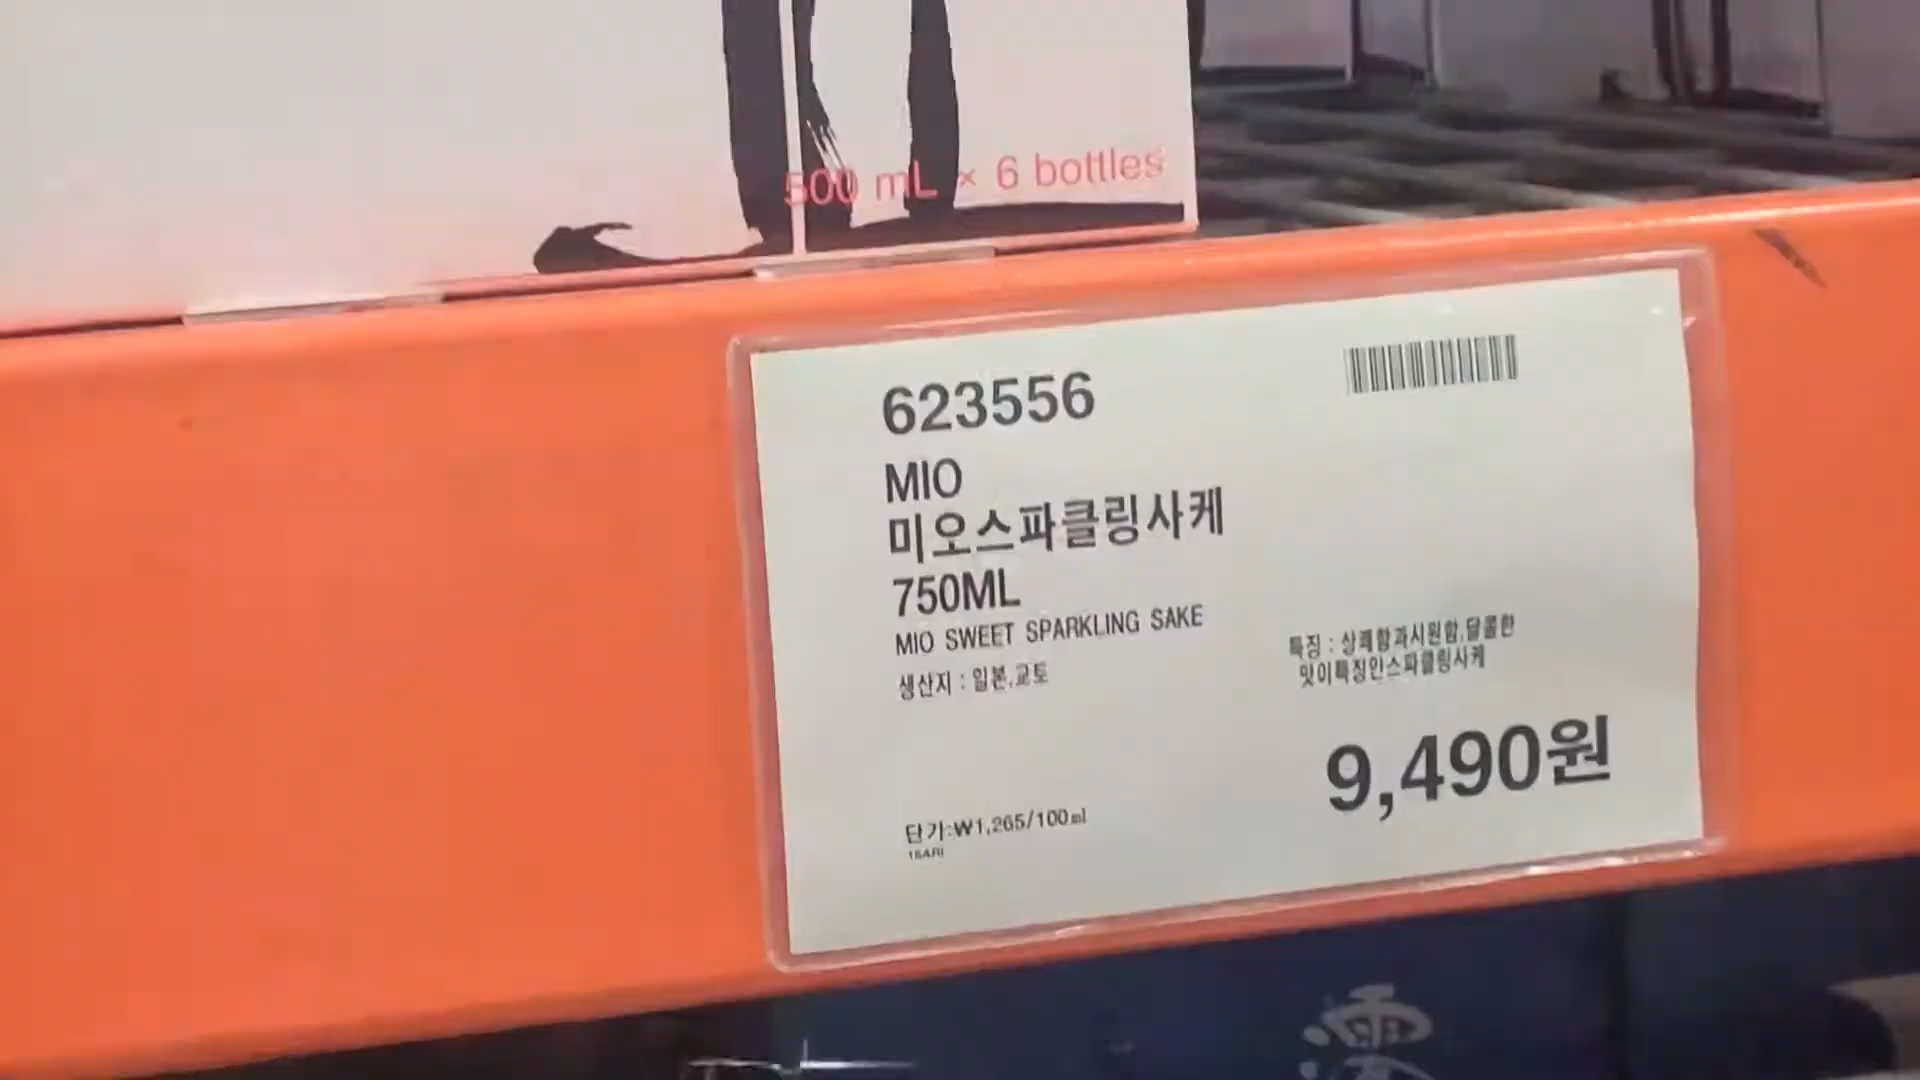 500 mL × 6 bottles
623556
MIO
미오스파클링사케
750ML
MIO SWEET SPARKLING SAKE
생산지 : 일본,교토
특징 : 상쾌함과시원함,달콤한
맛이특징인스파클링사케
9,490원
단가:₩1,265/100ml
澪